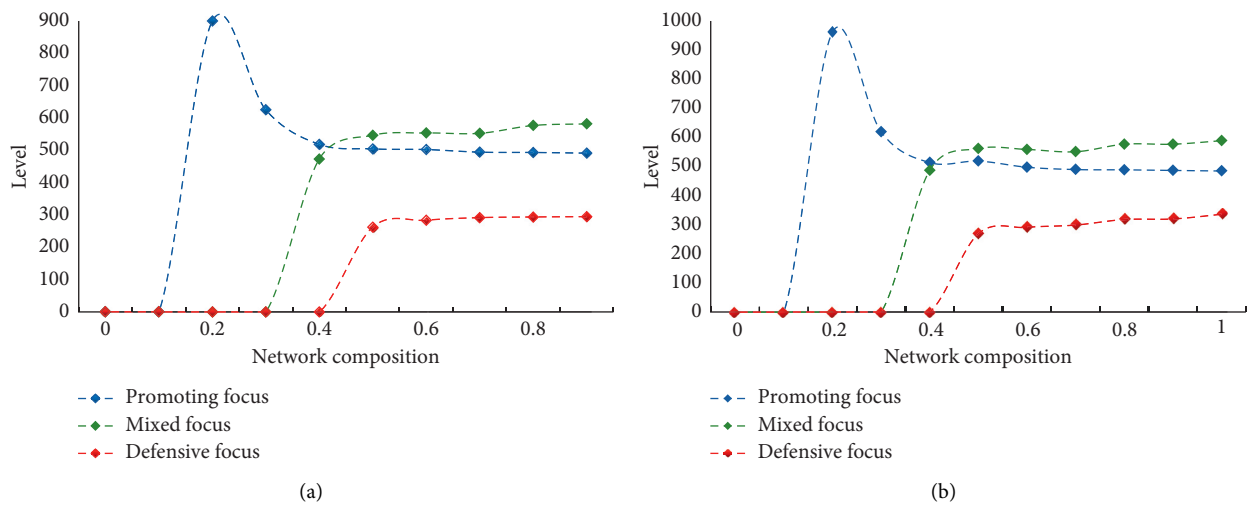 900
800
700
600
500
400
300
200
100
0
Level
0 0.2 0.4 0.6 0.8
Network composition
Promoting focus
Mixed focus
Defensive focus
(a)
1000
900
800
700
600
500
400
300
200
100
0
Level
0 0.2 0.4 0.6 0.8 1
Network composition
Promoting focus
Mixed focus
Defensive focus
(b)